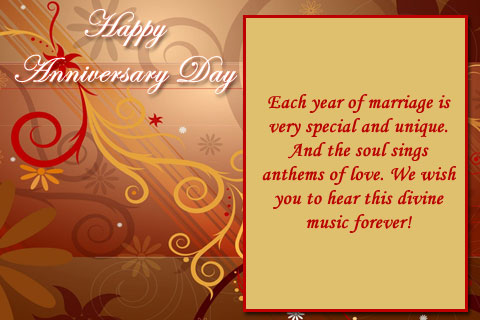 Happy
Anniversary Day
Each year of marriage is
very special and unique.
And the soul sings
anthems of love. We wish
you to hear this divine
music forever!